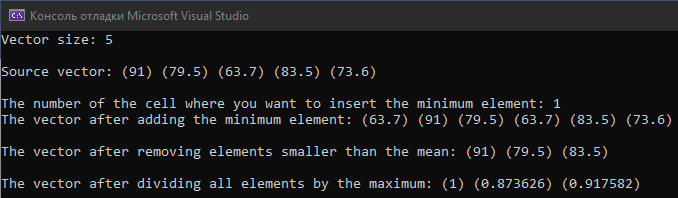 Консоль отладки Microsoft Visual Studio
Vector size: 5
Source vector: (91) (79.5) (63.7) (83.5) (73.6)
The number of the cell where you want to insert the minimum element: 1
The vector after adding the minimum element: (63.7) (91) (79.5) (63.7) (83.5) (73.6)
The vector after removing elements smaller than the mean: (91) (79.5) (83.5)
The vector after dividing all elements by the maximum: (1) (0.873626) (0.917582)